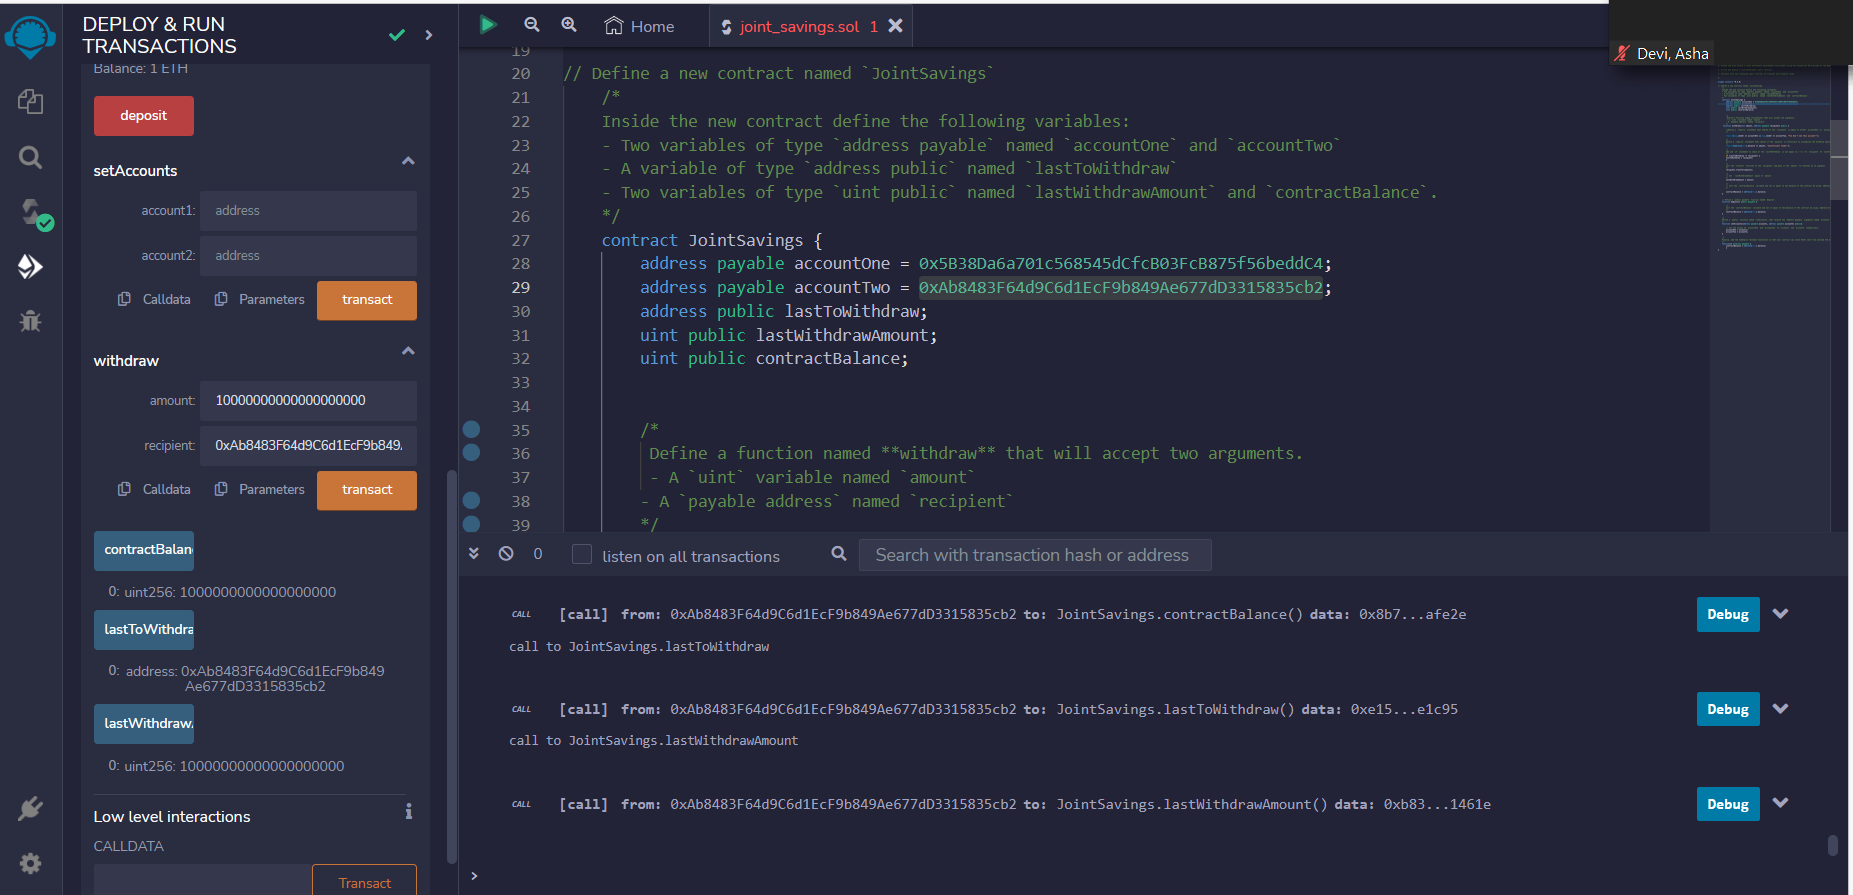 DEPLOY & RUN
TRANSACTIONS
Balance: 1 ETH
deposit
setAccounts
account1: address
account2: address
Calldata Parameters transact
withdraw
amount: 10000000000000000000
recipient: 0xAb8483F64d9C6d1EcF9b849
Calldata Parameters transact
contractBalan
0: uint256: 1000000000000000000
lastToWithdra
0: address: 0xAb8483F64d9C6d1EcF9b849
Ae677dD3315835cb2
lastWithdraw
0: uint256: 10000000000000000000
Low level interactions
CALLDATA
Transact
Home
joint_savings.sol 1
Devi, Asha
19
20 // Define a new contract named `JointSavings`
21 /*
22 Inside the new contract define the following variables:
23 - Two variables of type `address payable` named `accountOne` and `accountTwo`
24 - A variable of type `address public` named `lastToWithdraw`
25 - Two variables of type `uint public` named `lastWithdrawAmount` and `contractBalance`.
26 */
27 contract JointSavings {
28 address payable accountOne = 0x5B38Da6a701c568545dCfcB03FcB875f56beddC4;
29 address payable accountTwo = 0xAb8483F64d9C6d1EcF9b849Ae677dD3315835cb2;
30 address public lastToWithdraw;
31 uint public lastWithdrawAmount;
32 uint public contractBalance;
33
34
35 /*
36 Define a function named **withdraw** that will accept two arguments.
37 - A `uint` variable named `amount`
38 - A `payable address` named `recipient`
39 */
0 listen on all transactions Search with transaction hash or address
CALL [call] from: 0xAb8483F64d9C6d1EcF9b849Ae677dD3315835cb2 to: JointSavings.contractBalance() data: 0x8b7...afe2e Debug
call to JointSavings.lastToWithdraw
CALL [call] from: 0xAb8483F64d9C6d1EcF9b849Ae677dD3315835cb2 to: JointSavings.lastToWithdraw() data: 0xe15...e1c95 Debug
call to JointSavings.lastWithdrawAmount
CALL [call] from: 0xAb8483F64d9C6d1EcF9b849Ae677dD3315835cb2 to: JointSavings.lastWithdrawAmount() data: 0xb83...1461e Debug
>